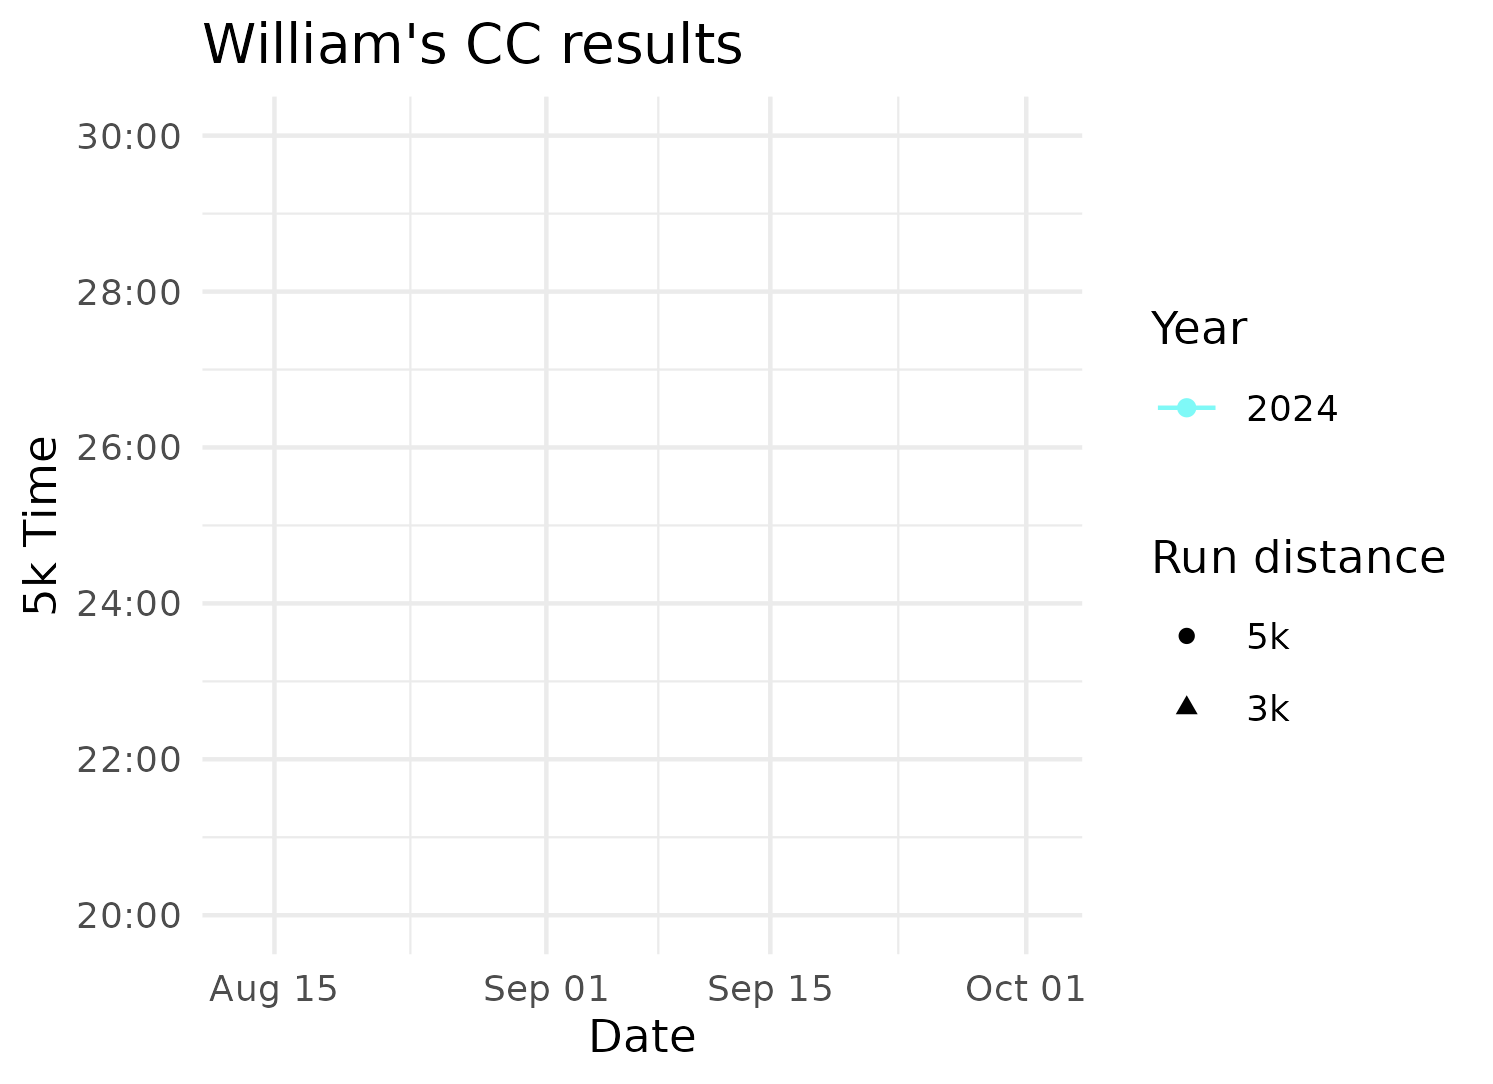 William's CC results
30:00
28:00
26:00
24:00
22:00
20:00
5k Time
Aug 15
Sep 01
Sep 15
Oct 01
Date
Year
2024
Run distance
5k
3k